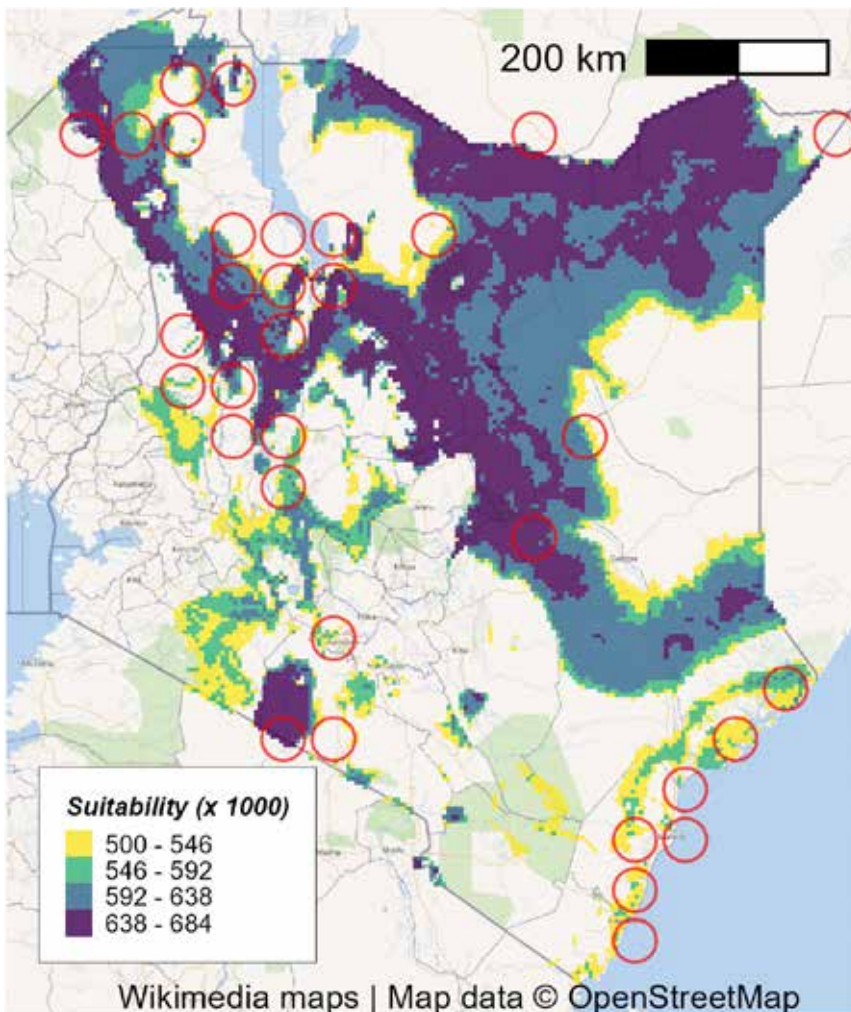 200 km
Suitability (x 1000)
500 - 546
546 - 592
592 - 638
638 - 684
Wikimedia maps | Map data © OpenStreetMap